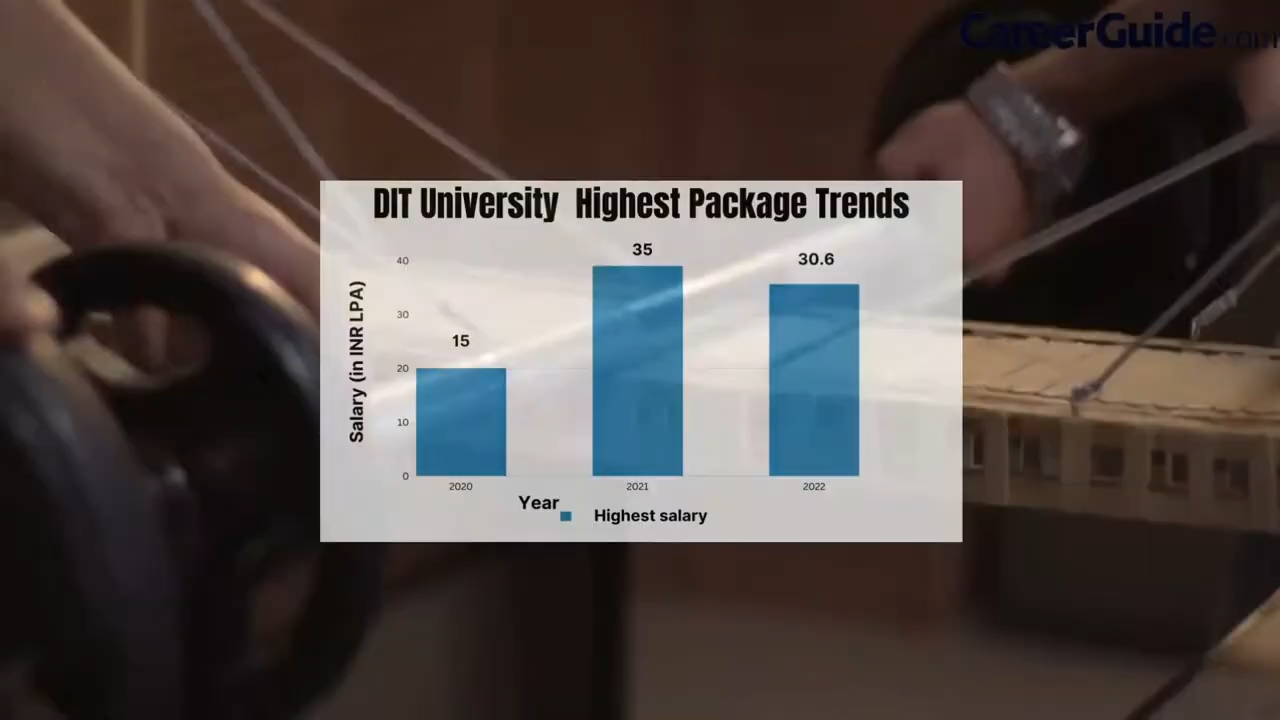 CareerGuide.com
DIT University Highest Package Trends
Salary (in INR LPA)
40
30
20
10
0
15
35
30.6
2020
2021
2022
Year
Highest salary